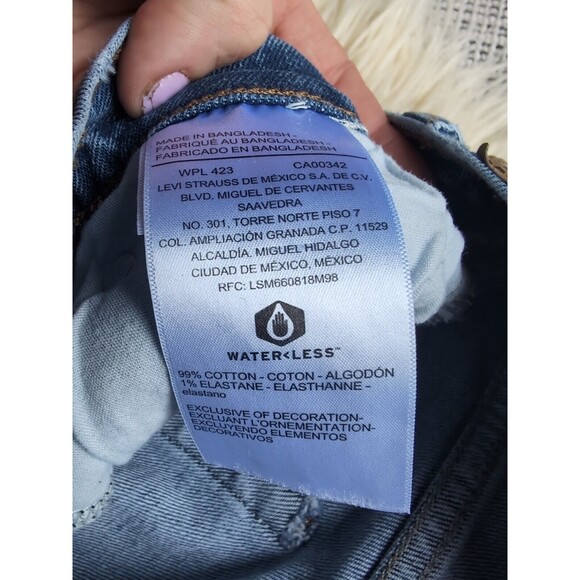 MADE IN BANGLADESH -
FABRIQUÉ AU BANGLADESH -
FABRICADO EN BANGLADESH
WPL 423 CA00342
LEVI STRAUSS DE MÉXICO S.A. DE C.V.
BLVD. MIGUEL DE CERVANTES
SAAVEDRA
NO. 301, TORRE NORTE PISO 7
COL. AMPLIACIÓN GRANADA C.P. 11529
ALCALDÍA. MIGUEL HIDALGO
CIUDAD DE MÉXICO, MÉXICO
RFC: LSM660818M98
WATER<LESS™
99% COTTON - COTON - ALGODÓN
1% ELASTANE - ELASTHANNE -
elastano
EXCLUSIVE OF DECORATION-
EXCLUANT L'ORNEMENTATION-
EXCLUYENDO ELEMENTOS
DECORATIVOS